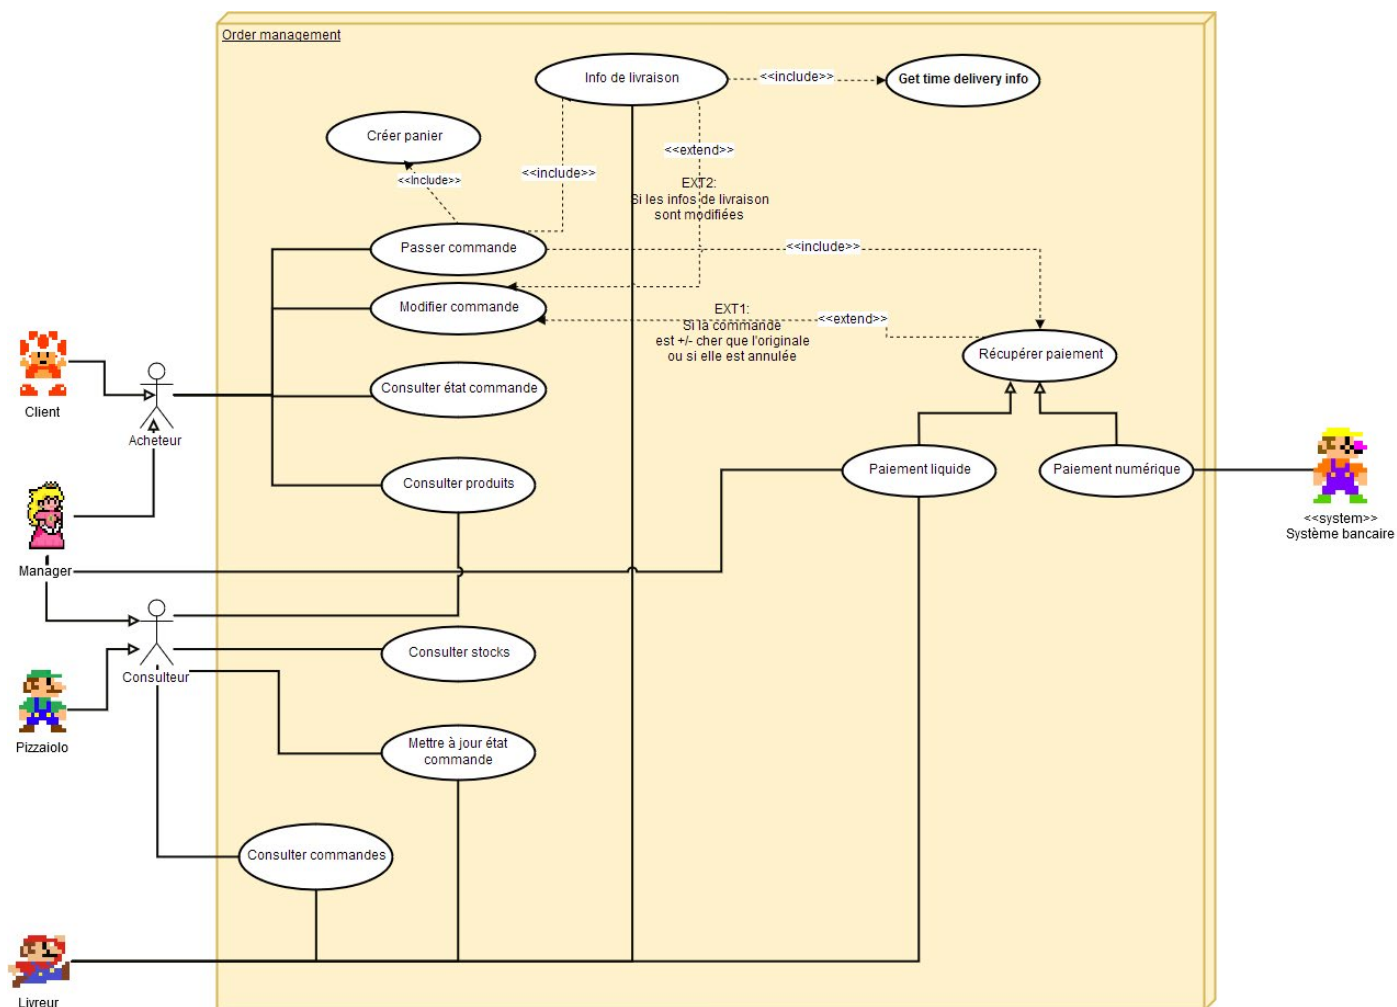 Order management
Info de livraison
<<include>>
Get time delivery info
Créer panier
<<extend>>
<<include>>
<<Include>>
EXT2:
Si les infos de livraison
sont modifiées
Passer commande
<<include>>
Modifier commande
EXT1:
Si la commande
est +/- cher que l'originale
ou si elle est annulée
<<extend>>
Récupérer paiement
Client
Acheteur
Consulter état commande
Consulter produits
Paiement liquide
Paiement numérique
<<system>>
Système bancaire
Manager
Consulteur
Consulter stocks
Pizzaiolo
Mettre à jour état
commande
Consulter commandes
Livreur